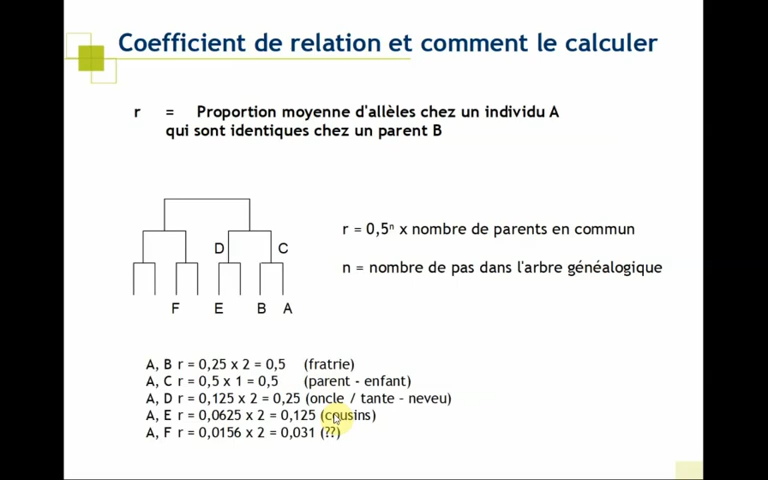 Coefficient de relation et comment le calculer
r = Proportion moyenne d'allèles chez un individu A
qui sont identiques chez un parent B
D C
F E B A
r = 0,5ⁿ x nombre de parents en commun
n = nombre de pas dans l'arbre généalogique
A, B r = 0,25 x 2 = 0,5 (fratrie)
A, C r = 0,5 x 1 = 0,5 (parent - enfant)
A, D r = 0,125 x 2 = 0,25 (oncle / tante - neveu)
A, E r = 0,0625 x 2 = 0,125 (cousins)
A, F r = 0,0156 x 2 = 0,031 (??)